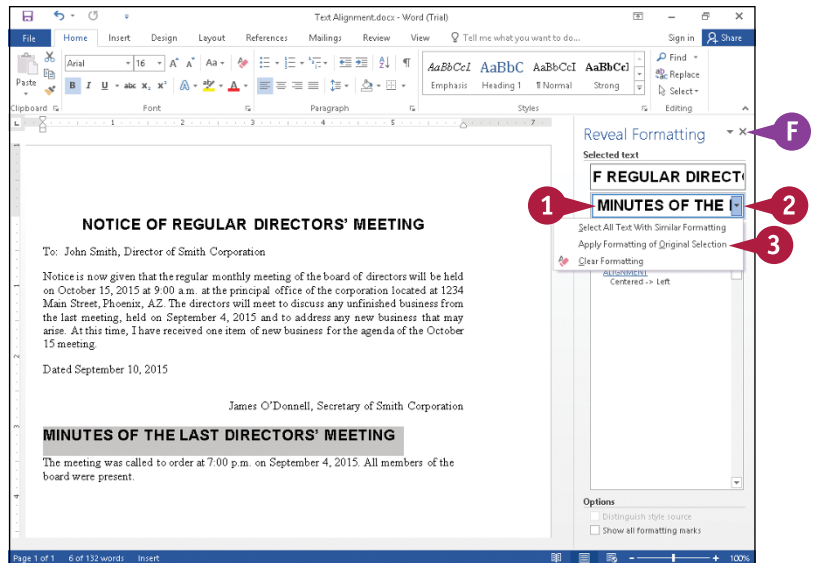 Text Alignment.docx - Word (Trial)
File Home Insert Design Layout References Mailings Review View Tell me what you want to do... Sign in Share
Arial 16 A A Aa
Find
Paste
B I U abc X₂ X² A A
AaBbCcI AaBbC AaBbCcI AaBbCcI
Replace
Emphasis Heading 1 ¶ Normal Strong
Select
Clipboard Font Paragraph Styles Editing
1 2 3 4 5 7
Reveal Formatting
F
Selected text
F REGULAR DIRECT
1 MINUTES OF THE 2
Select All Text With Similar Formatting
Apply Formatting of Original Selection 3
Clear Formatting
ALIGNMENT
Centered -> Left
NOTICE OF REGULAR DIRECTORS’ MEETING
To: John Smith, Director of Smith Corporation
Notice is now given that the regular monthly meeting of the board of directors will be held
on October 15, 2015 at 9:00 a.m. at the principal office of the corporation located at 1234
Main Street, Phoenix, AZ. The directors will meet to discuss any unfinished business from
the last meeting, held on September 4, 2015 and to address any new business that may
arise. At this time, I have received one item of new business for the agenda of the October
15 meeting.
Dated September 10, 2015
James O’Donnell, Secretary of Smith Corporation
MINUTES OF THE LAST DIRECTORS’ MEETING
The meeting was called to order at 7:00 p.m. on September 4, 2015. All members of the
board were present.
Options
Distinguish style source
Show all formatting marks
Page 1 of 1 6 of 132 words Insert 100%